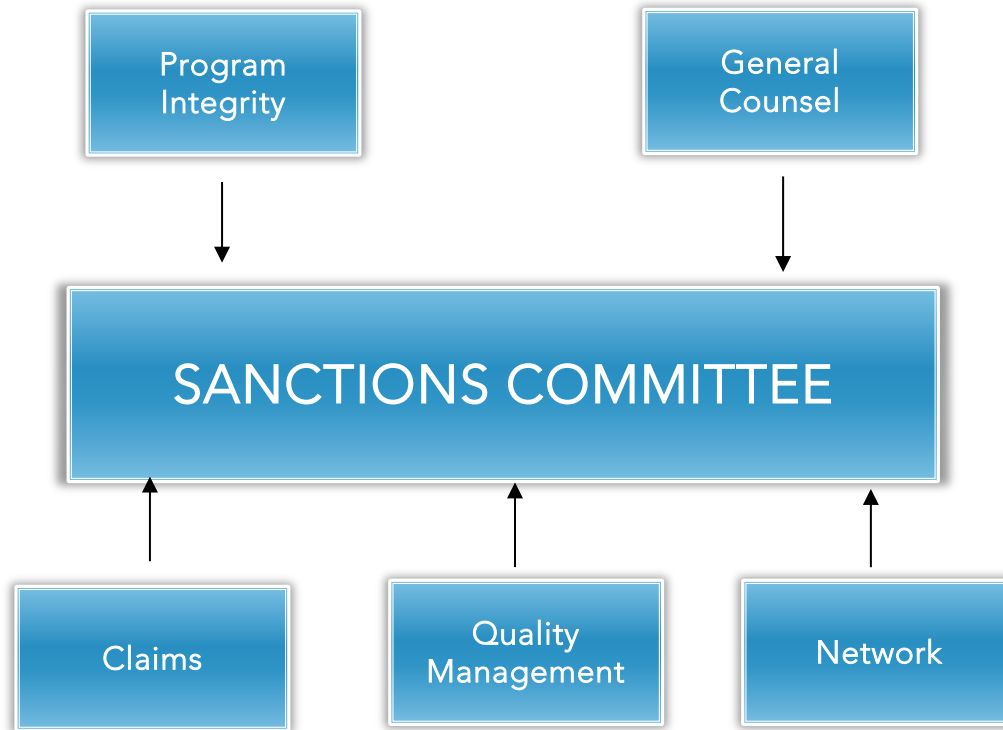 Program
Integrity
General
Counsel
SANCTIONS COMMITTEE
Claims
Quality
Management
Network